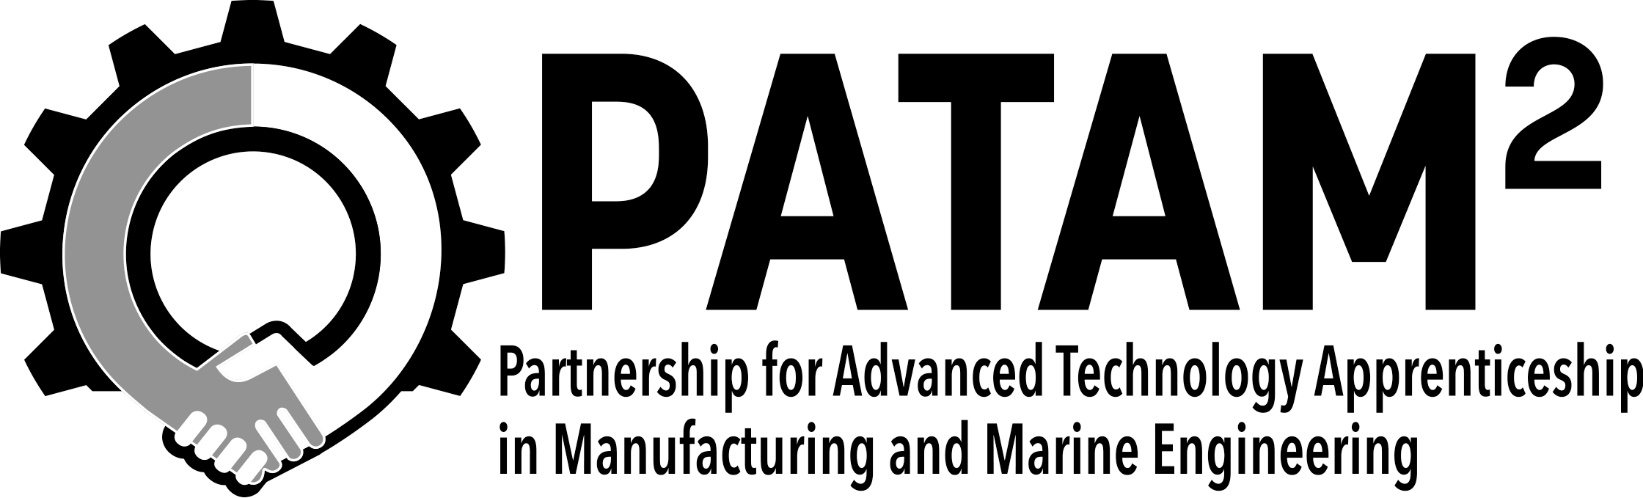 PATAM²
Partnership for Advanced Technology Apprenticeship
in Manufacturing and Marine Engineering